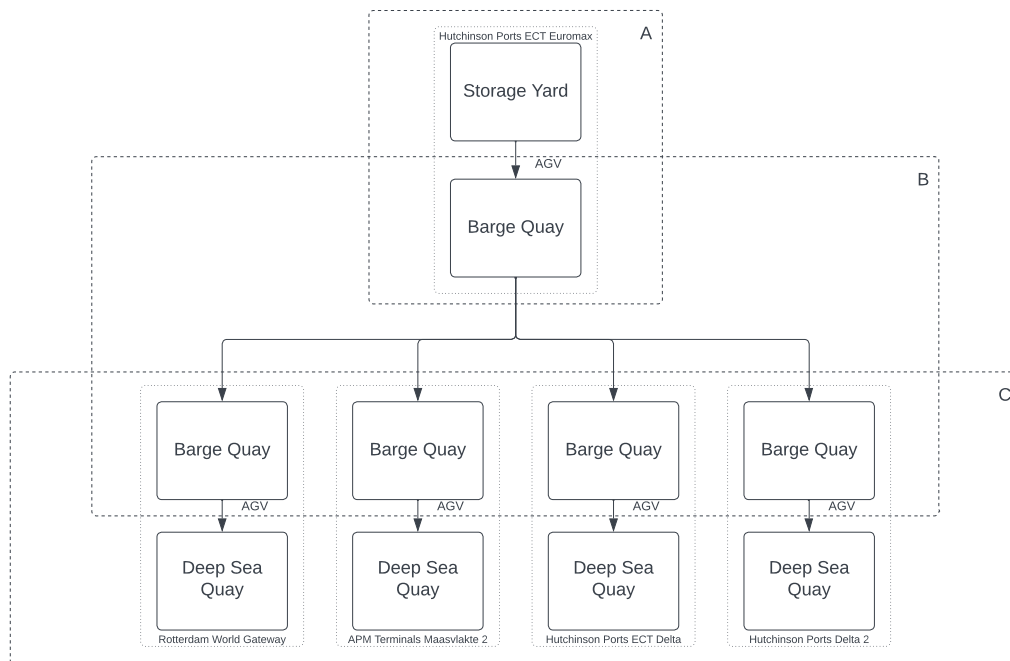 Hutchinson Ports ECT Euromax
A
Storage Yard
AGV
B
Barge Quay
C
Barge Quay
Barge Quay
Barge Quay
Barge Quay
AGV
AGV
AGV
AGV
Deep Sea
Quay
Deep Sea
Quay
Deep Sea
Quay
Deep Sea
Quay
Rotterdam World Gateway
APM Terminals Maasvlakte 2
Hutchinson Ports ECT Delta
Hutchinson Ports Delta 2